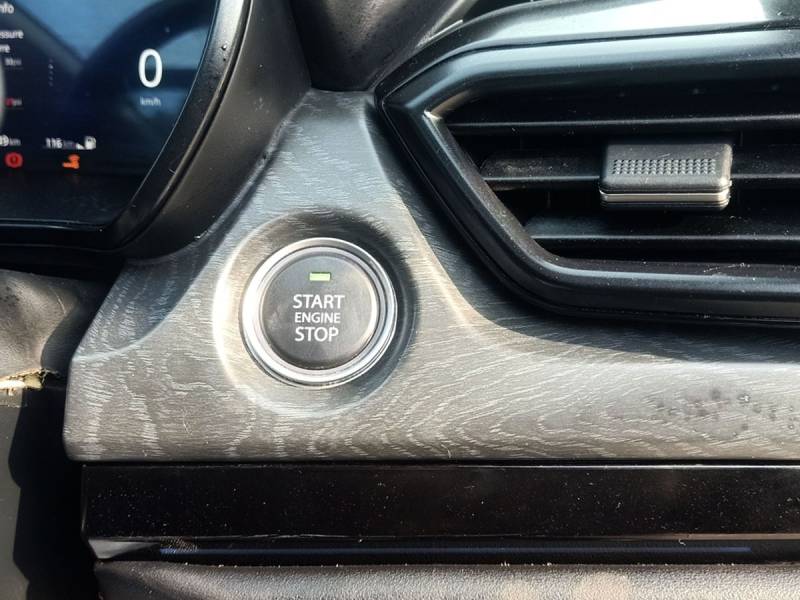 0
km/h
116 km
START
ENGINE
STOP